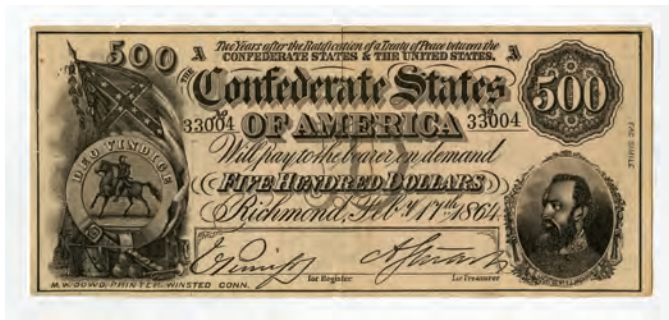 500 A Two Years after the Ratification of a Treaty of Peace between the A
CONFEDERATE STATES & THE UNITED STATES.
THE Confederate States 500
33004 OF AMERICA 33004
Will pay to the bearer on demand
FIVE HUNDRED DOLLARS
Richmond, Feby 17th 1864
DEO VINDICE
for Register for Treasurer
M. W. DOWD, PRINTER, WINSTED CONN.
FAC SIMILE